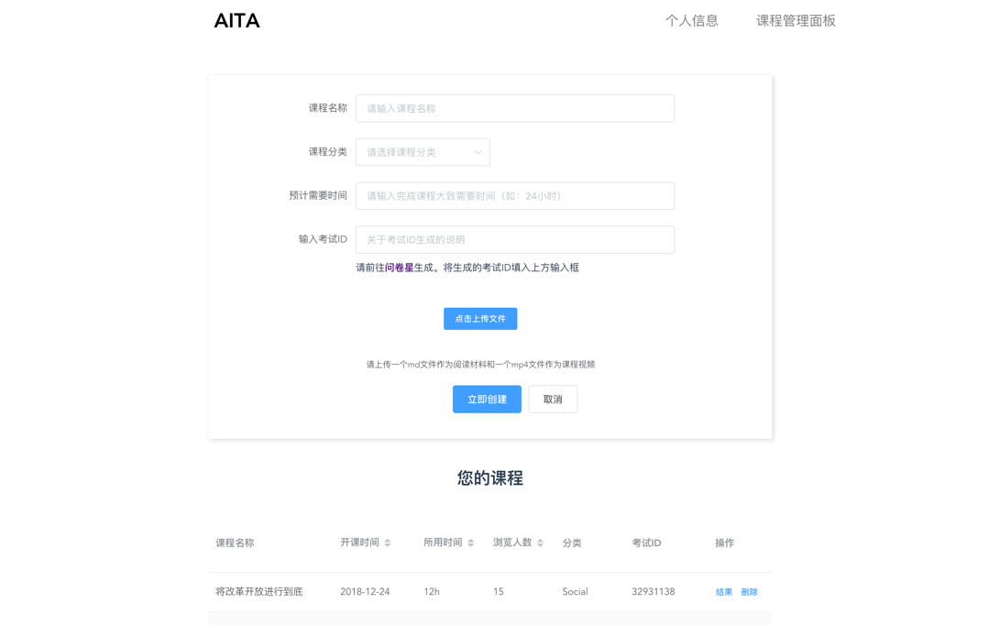 AITA 个人信息 课程管理面板
课程名称 请输入课程名称
课程分类 请选择课程分类
预计需要时间 请输入完成课程大致需要时间（如：24小时）
输入考试ID 关于考试ID生成的说明
请前往问卷星生成。将生成的考试ID填入上方输入框
点击上传文件
请上传一个md文件作为阅读材料和一个mp4文件作为课程视频
立即创建 取消
您的课程
课程名称 开课时间 所用时间 浏览人数 分类 考试ID 操作
将改革开放进行到底 2018-12-24 12h 15 Social 32931138 结果 删除